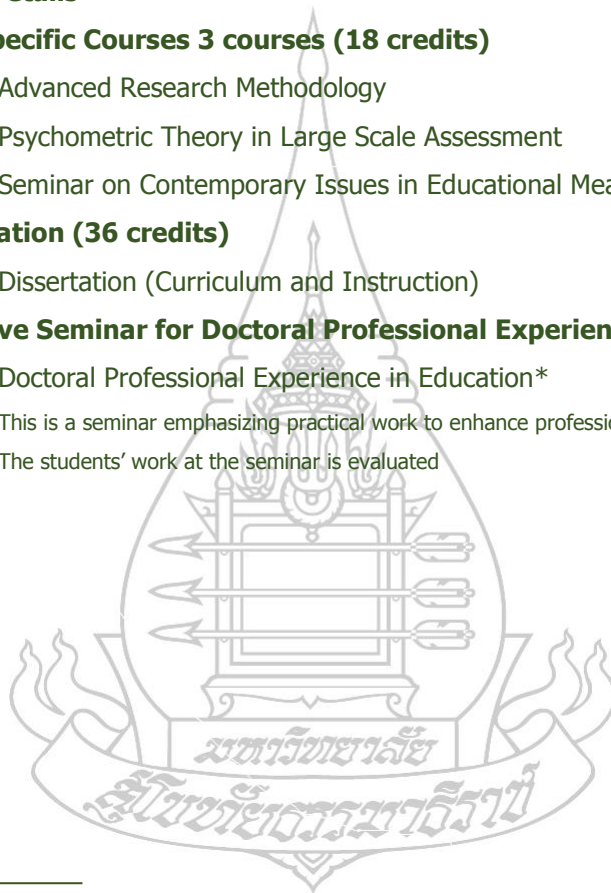 pecific Courses 3 courses (18 credits)
Advanced Research Methodology
Psychometric Theory in Large Scale Assessment
Seminar on Contemporary Issues in Educational Mea
ation (36 credits)
Dissertation (Curriculum and Instruction)
ve Seminar for Doctoral Professional Experien
Doctoral Professional Experience in Education*
This is a seminar emphasizing practical work to enhance professi
The students' work at the seminar is evaluated
มหาวิทยาลัย
สุโขทัยธรรมาธิราช